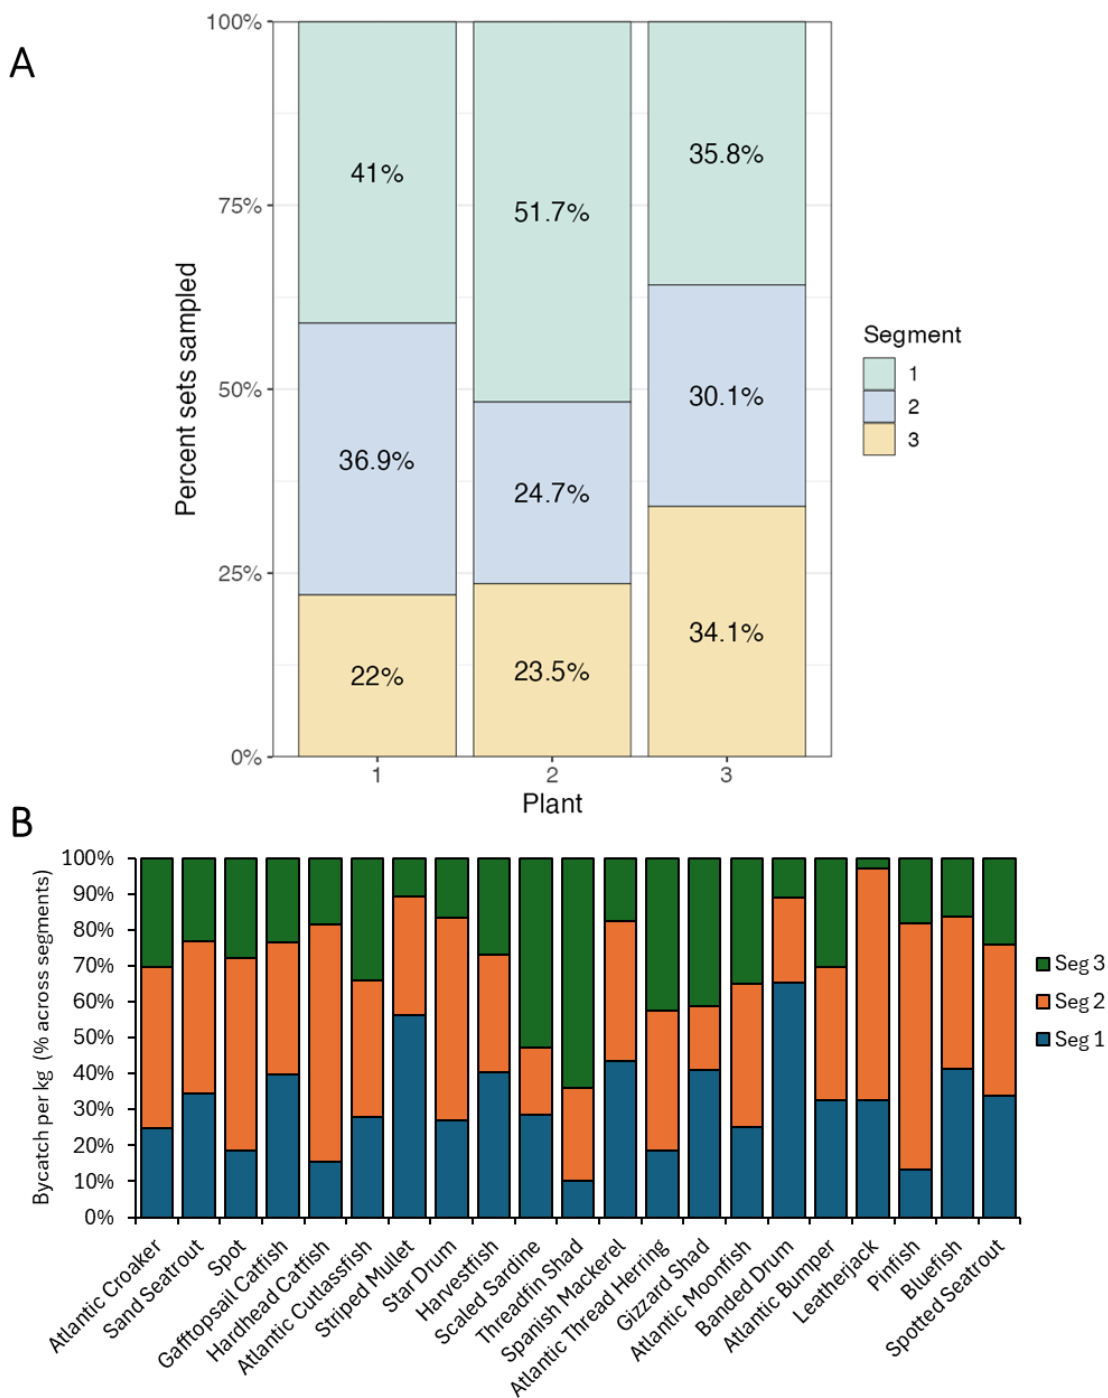 A
100%
75%
50%
25%
0%
Percent sets sampled
41%
51.7%
35.8%
36.9%
24.7%
30.1%
22%
23.5%
34.1%
1
2
3
Plant
Segment
1
2
3
B
100%
90%
80%
70%
60%
50%
40%
30%
20%
10%
0%
Bycatch per kg (% across segments)
Seg 3
Seg 2
Seg 1
Atlantic Croaker
Sand Seatrout
Spot
Gafftopsail Catfish
Hardhead Catfish
Atlantic Cutlassfish
Striped Mullet
Star Drum
Harvestfish
Scaled Sardine
Threadfin Shad
Spanish Mackerel
Atlantic Thread Herring
Gizzard Shad
Atlantic Moonfish
Banded Drum
Atlantic Bumper
Leatherjack
Pinfish
Bluefish
Spotted Seatrout